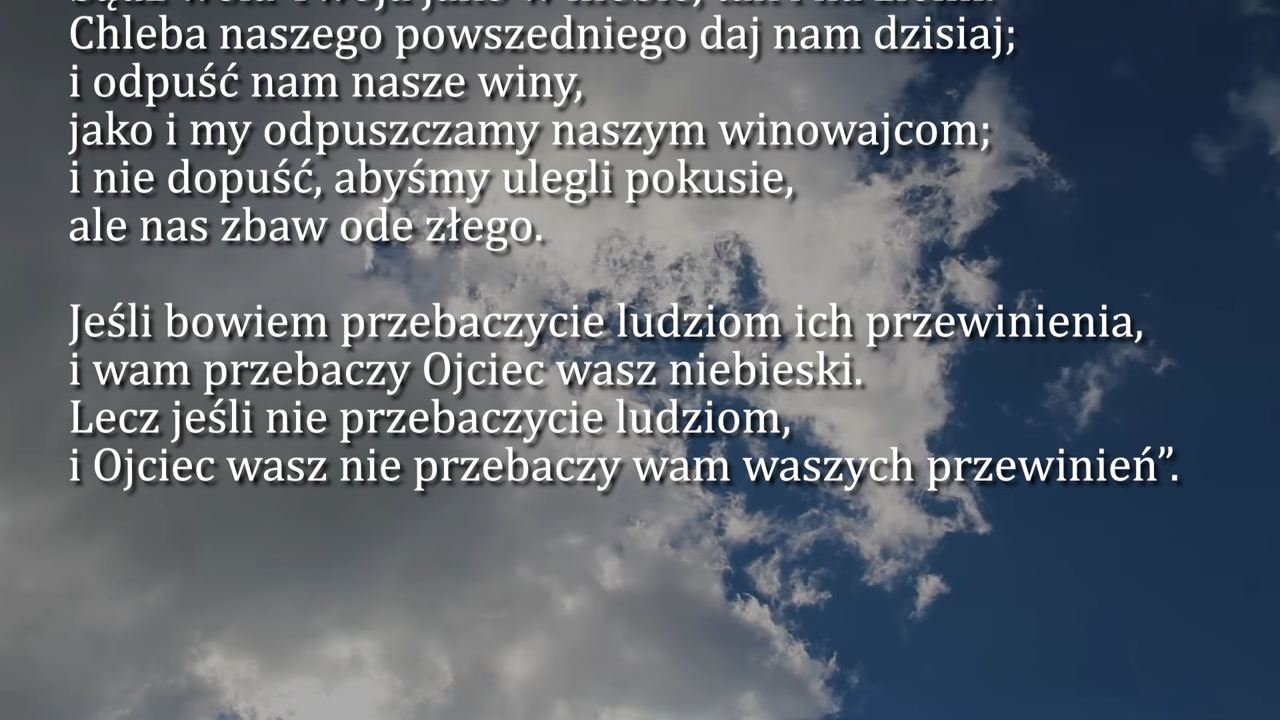 Chleba naszego powszedniego daj nam dzisiaj;
i odpuść nam nasze winy,
jako i my odpuszczamy naszym winowajcom;
i nie dopuść, abyśmy ulegli pokusie,
ale nas zbaw ode złego.
Jeśli bowiem przebaczycie ludziom ich przewinienia,
i wam przebaczy Ojciec wasz niebieski.
Lecz jeśli nie przebaczycie ludziom,
i Ojciec wasz nie przebaczy wam waszych przewinień”.